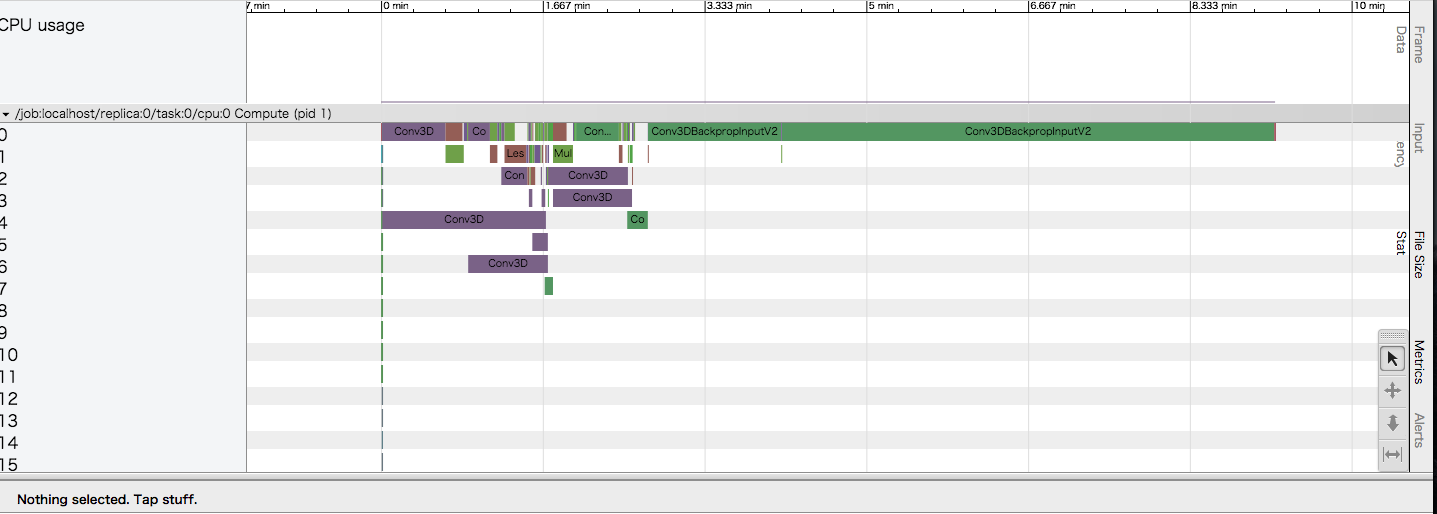 7 min 0 min 1.667 min 3.333 min 5 min 6.667 min 8.333 min 10 min
CPU usage
Frame
Data
/job:localhost/replica:0/task:0/cpu:0 Compute (pid 1)
0 Conv3D Co Con... Conv3DBackpropInputV2 Conv3DBackpropInputV2
Input
ency
1 Les Mul
2 Con Conv3D
3 Conv3D
4 Conv3D Co
5
File Size
Stat
6 Conv3D
7
8
9
10
11
Metrics
12
13
Alerts
14
15
Nothing selected. Tap stuff.